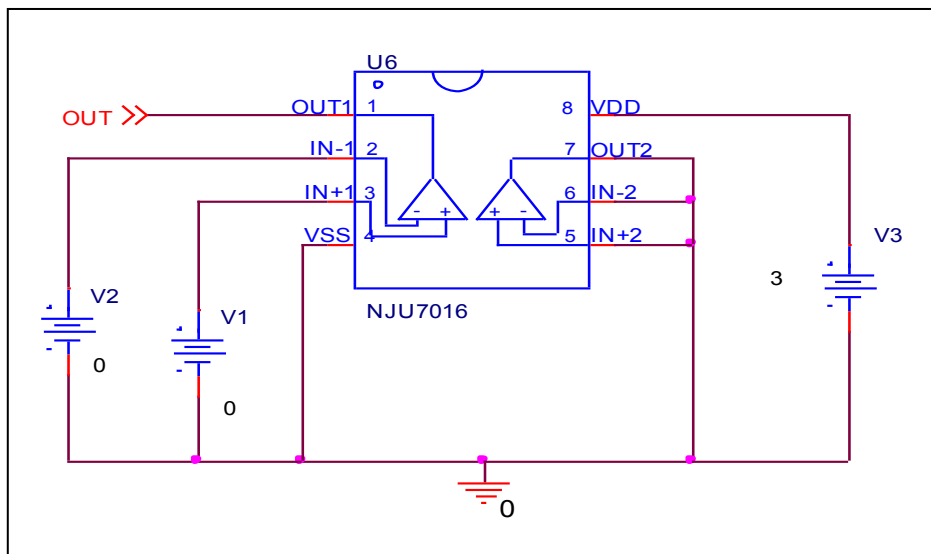 U6
OUT
OUT1
1
8
VDD
IN-1
2
7
OUT2
IN+1
3
6
IN-2
- +
+ -
VSS
4
5
IN+2
NJU7016
V2
0
V1
0
V3
3
0